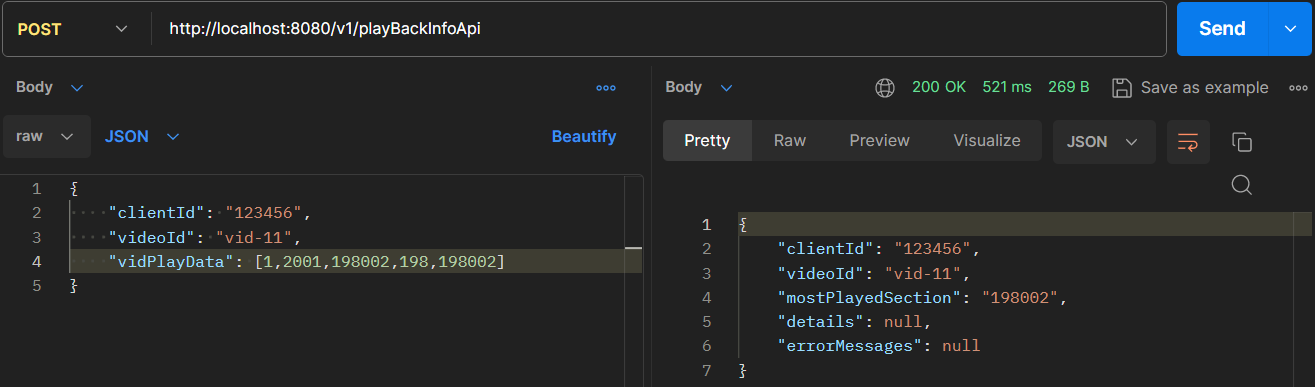 POST http://localhost:8080/v1/playBackInfoApi Send
Body
raw JSON Beautify
1 {
2 "clientId": "123456",
3 "videoId": "vid-11",
4 "vidPlayData": [1,2001,198002,198,198002]
5 }
Body 200 OK 521 ms 269 B Save as example
Pretty Raw Preview Visualize JSON
1 {
2 "clientId": "123456",
3 "videoId": "vid-11",
4 "mostPlayedSection": "198002",
5 "details": null,
6 "errorMessages": null
7 }